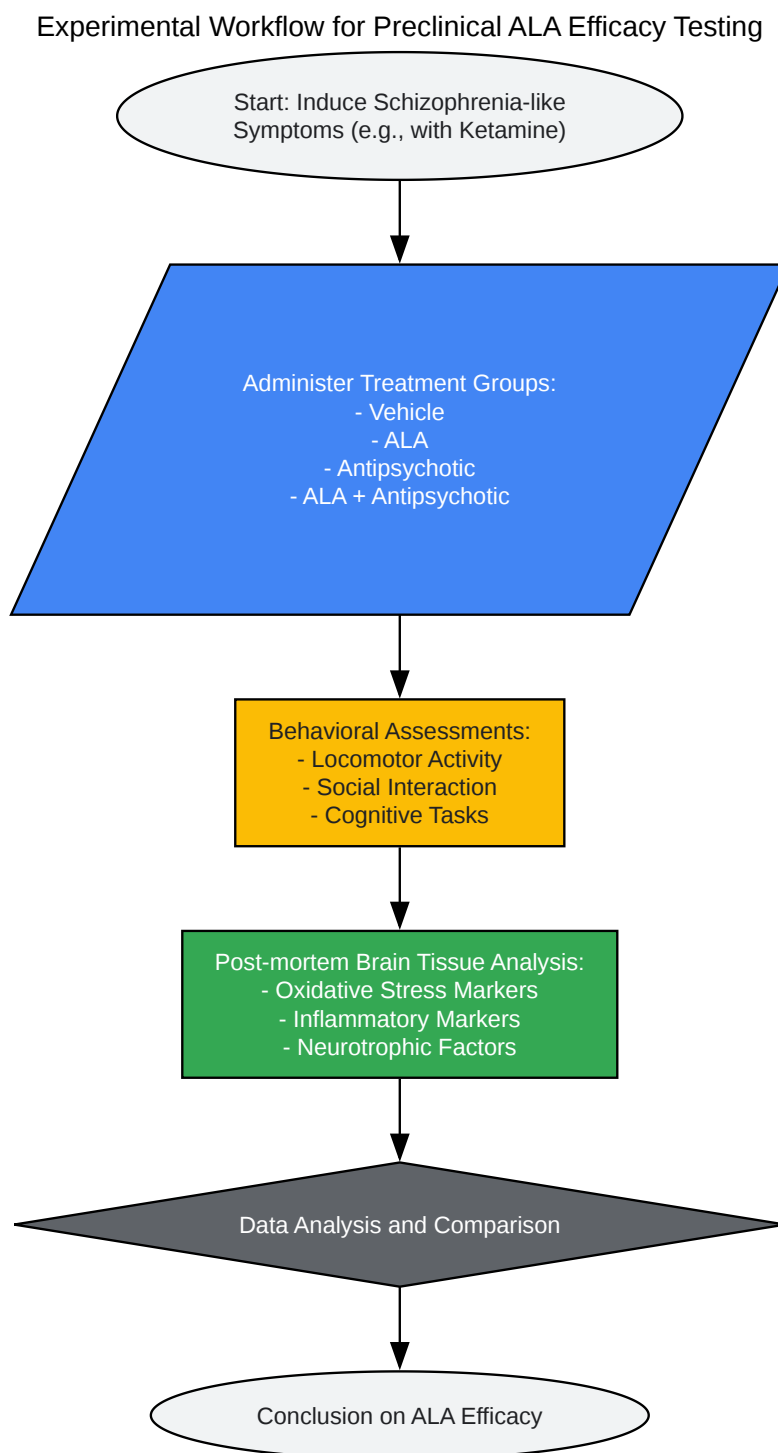 Experimental Workflow for Preclinical ALA Efficacy Testing
Start: Induce Schizophrenia-like
Symptoms (e.g., with Ketamine)
Administer Treatment Groups:
- Vehicle
- ALA
- Antipsychotic
- ALA + Antipsychotic
Behavioral Assessments:
- Locomotor Activity
- Social Interaction
- Cognitive Tasks
Post-mortem Brain Tissue Analysis:
- Oxidative Stress Markers
- Inflammatory Markers
- Neurotrophic Factors
Data Analysis and Comparison
Conclusion on ALA Efficacy